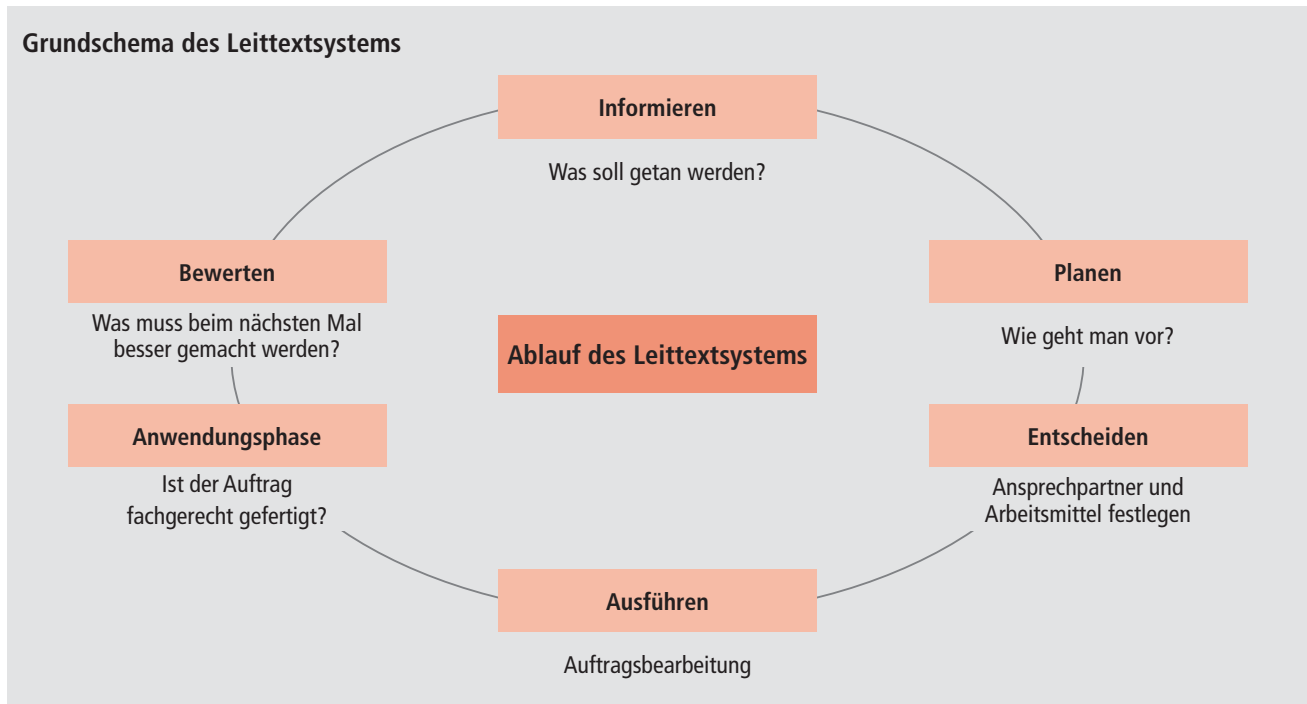 Grundschema des Leittextsystems
Informieren
Was soll getan werden?
Planen
Wie geht man vor?
Entscheiden
Ansprechpartner und
Arbeitsmittel festlegen
Ausführen
Auftragsbearbeitung
Anwendungsphase
Ist der Auftrag
fachgerecht gefertigt?
Bewerten
Was muss beim nächsten Mal
besser gemacht werden?
Ablauf des Leittextsystems